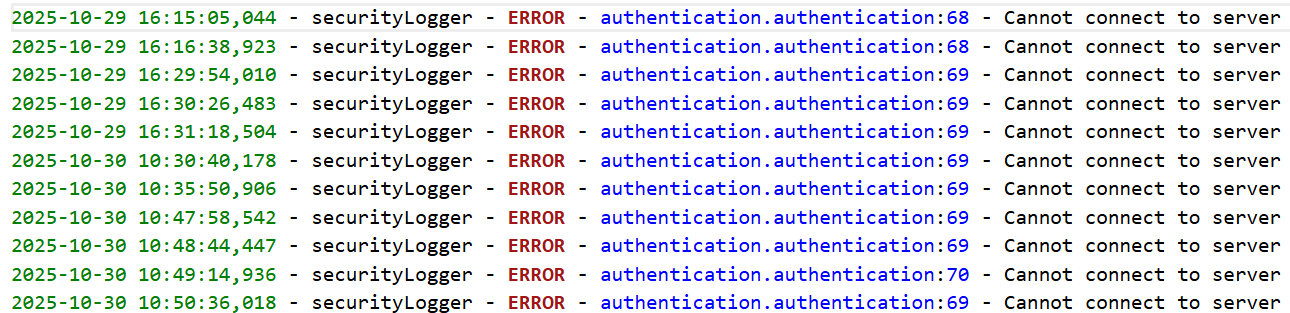 2025-10-29 16:15:05,044 - securityLogger - ERROR - authentication.authentication:68 - Cannot connect to server
2025-10-29 16:16:38,923 - securityLogger - ERROR - authentication.authentication:68 - Cannot connect to server
2025-10-29 16:29:54,010 - securityLogger - ERROR - authentication.authentication:69 - Cannot connect to server
2025-10-29 16:30:26,483 - securityLogger - ERROR - authentication.authentication:69 - Cannot connect to server
2025-10-29 16:31:18,504 - securityLogger - ERROR - authentication.authentication:69 - Cannot connect to server
2025-10-30 10:30:40,178 - securityLogger - ERROR - authentication.authentication:69 - Cannot connect to server
2025-10-30 10:35:50,906 - securityLogger - ERROR - authentication.authentication:69 - Cannot connect to server
2025-10-30 10:47:58,542 - securityLogger - ERROR - authentication.authentication:69 - Cannot connect to server
2025-10-30 10:48:44,447 - securityLogger - ERROR - authentication.authentication:69 - Cannot connect to server
2025-10-30 10:49:14,936 - securityLogger - ERROR - authentication.authentication:70 - Cannot connect to server
2025-10-30 10:50:36,018 - securityLogger - ERROR - authentication.authentication:69 - Cannot connect to server